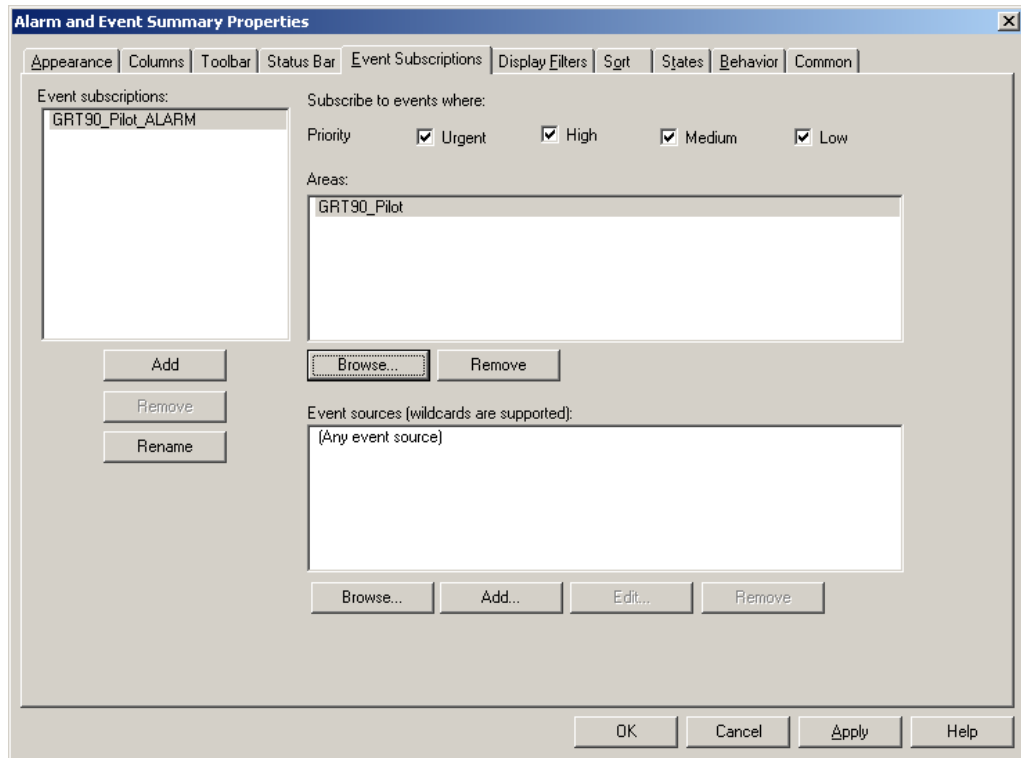 Alarm and Event Summary Properties
Appearance Columns Toolbar Status Bar Event Subscriptions Display Filters Sort States Behavior Common
Event subscriptions:
GRT90_Pilot_ALARM
Add
Remove
Rename
Subscribe to events where:
Priority Urgent High Medium Low
Areas:
GRT90_Pilot
Browse... Remove
Event sources (wildcards are supported):
(Any event source)
Browse... Add... Edit... Remove
OK Cancel Apply Help